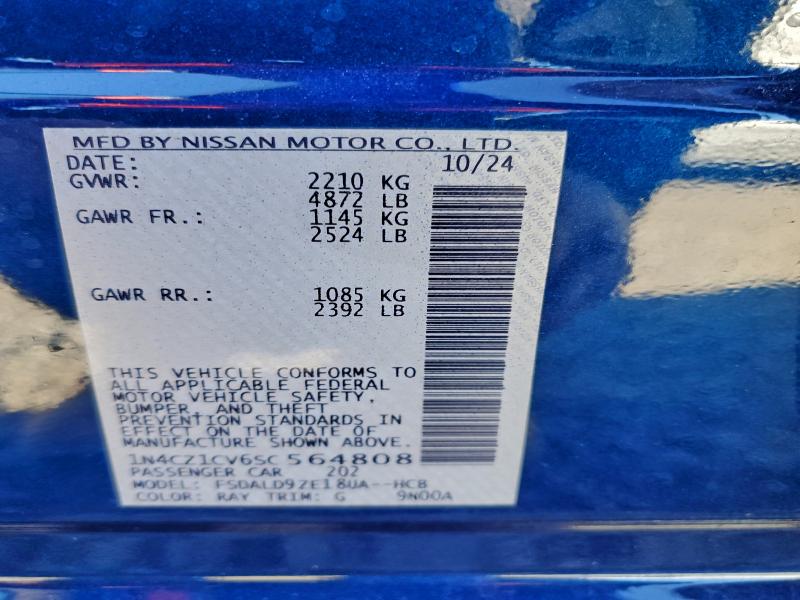 MFD BY NISSAN MOTOR CO., LTD.
DATE: 10/24
GVWR: 2210 KG
4872 LB
GAWR FR.: 1145 KG
2524 LB
GAWR RR.: 1085 KG
2392 LB
THIS VEHICLE CONFORMS TO
ALL APPLICABLE FEDERAL
MOTOR VEHICLE SAFETY,
BUMPER, AND THEFT
PREVENTION STANDARDS IN
EFFECT ON THE DATE OF
MANUFACTURE SHOWN ABOVE.
1N4CZ1CV6SC564808
PASSENGER CAR 202
MODEL: FSDALD9ZE18UA--HCB
COLOR: RAY TRIM: G 9N00A